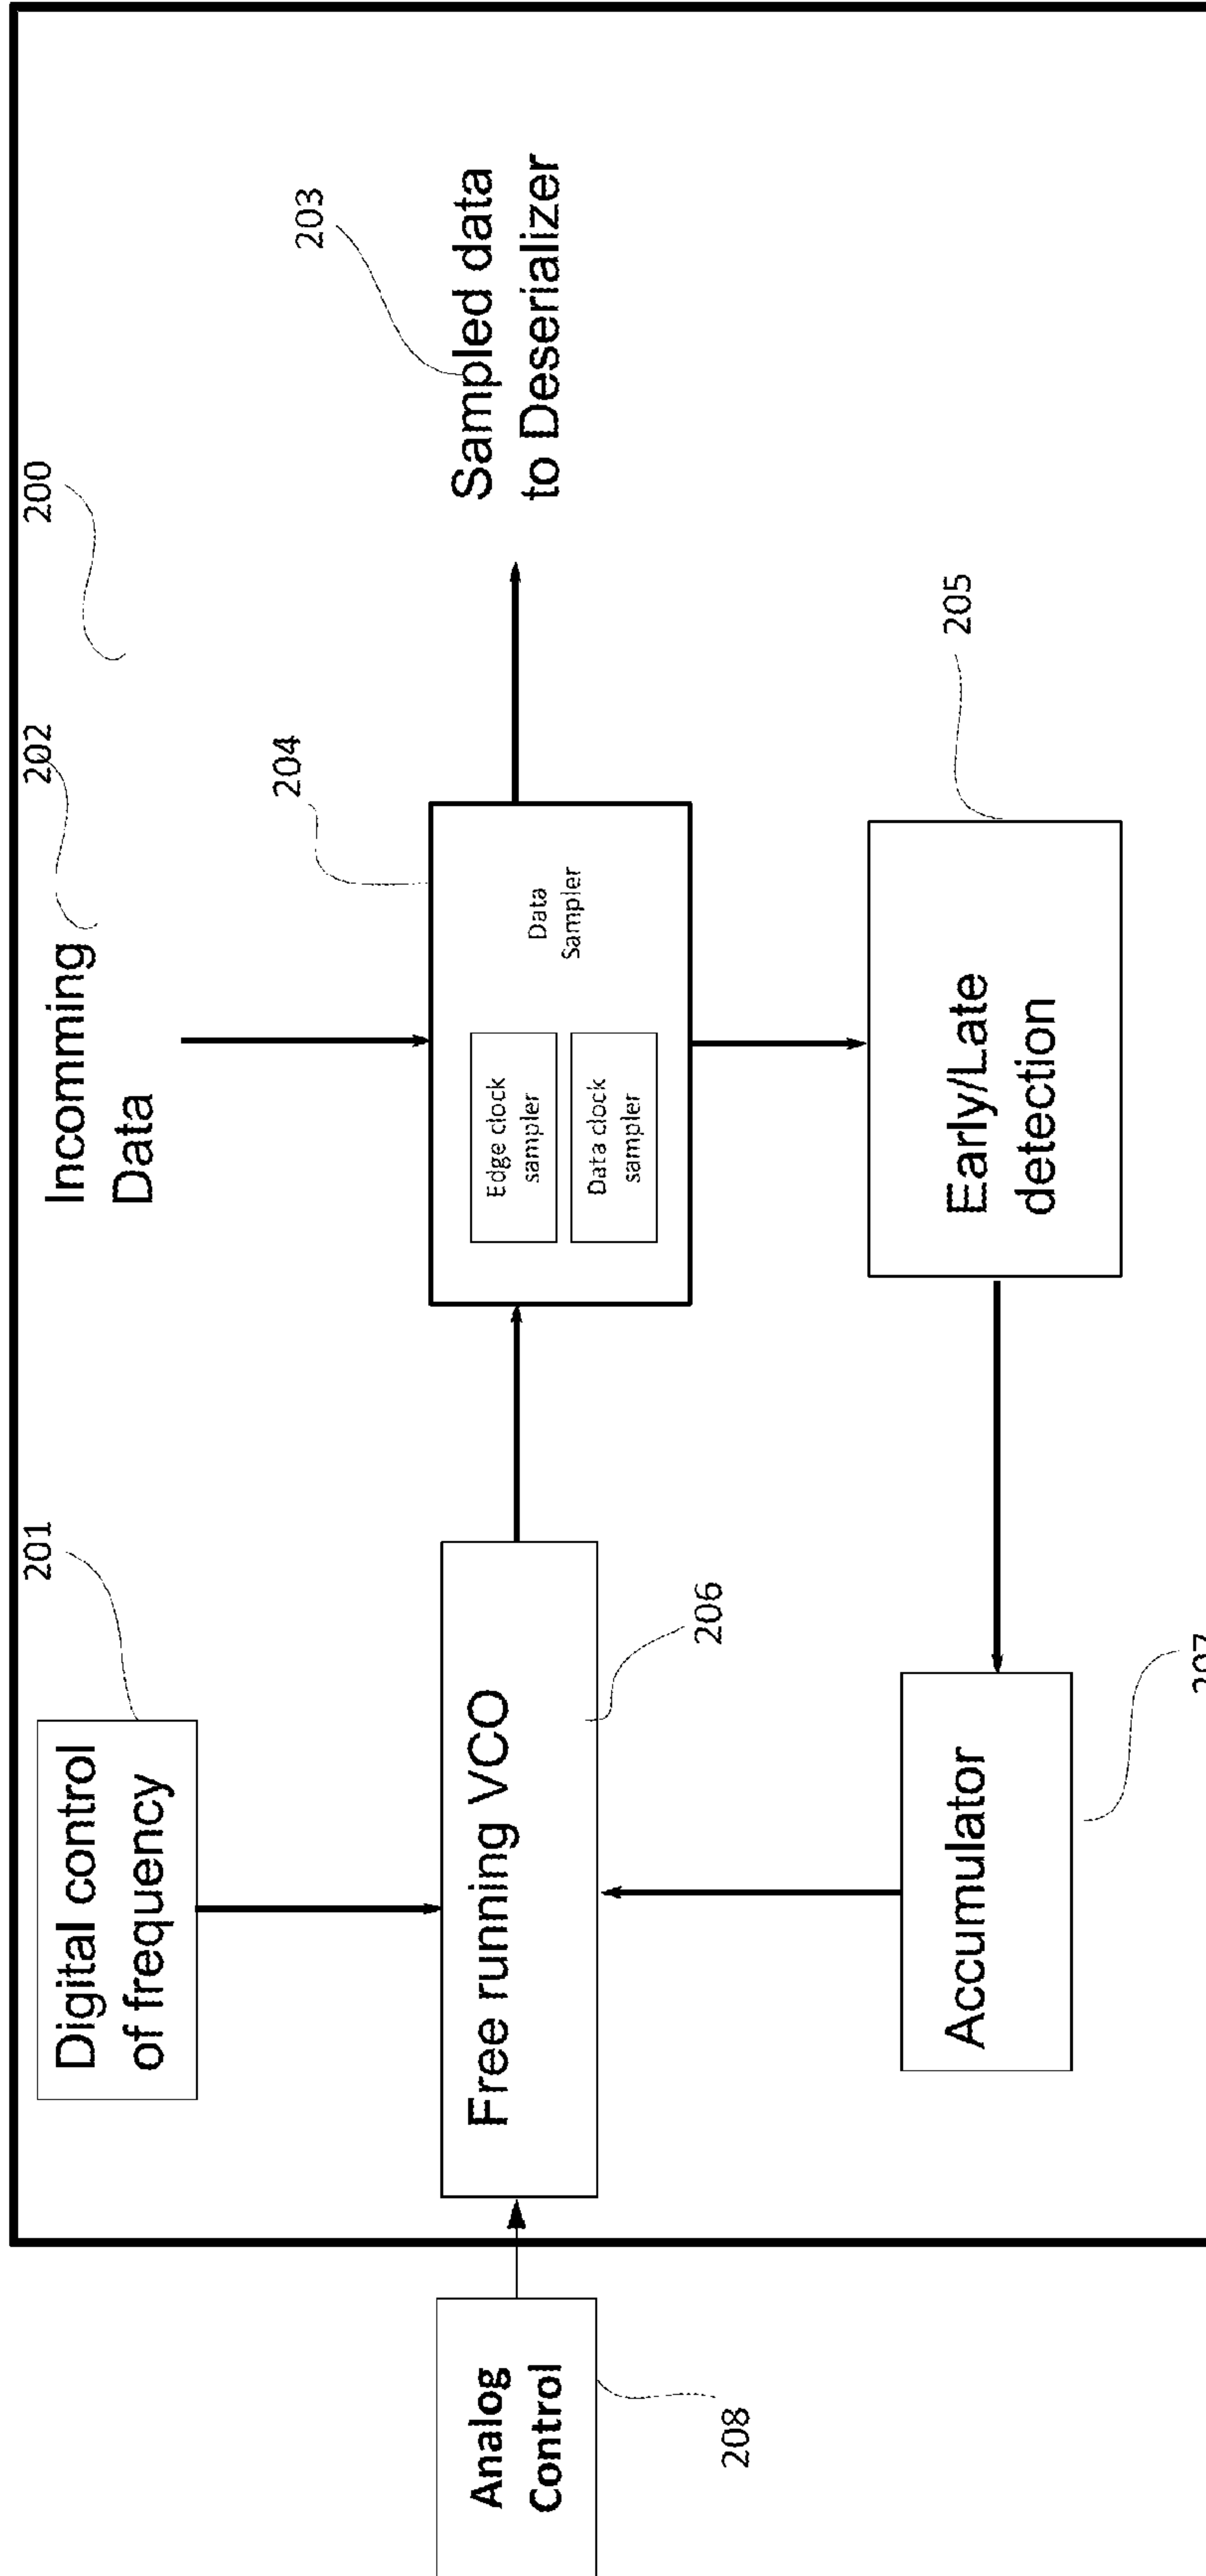 200
201
202
Digital control
of frequency
Incomming
Data
204
203
Analog
Control
Free running VCO
Edge clock
sampler
Data clock
sampler
Data
Sampler
Sampled data
to Deserializer
208
206
205
Accumulator
Early/Late
detection
207